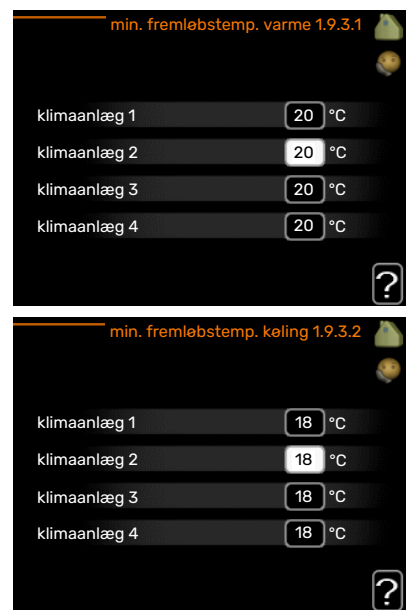 min. fremløbstemp. varme 1.9.3.1
klimaanlæg 1 20 °C
klimaanlæg 2 20 °C
klimaanlæg 3 20 °C
klimaanlæg 4 20 °C
?
min. fremløbstemp. køling 1.9.3.2
klimaanlæg 1 18 °C
klimaanlæg 2 18 °C
klimaanlæg 3 18 °C
klimaanlæg 4 18 °C
?